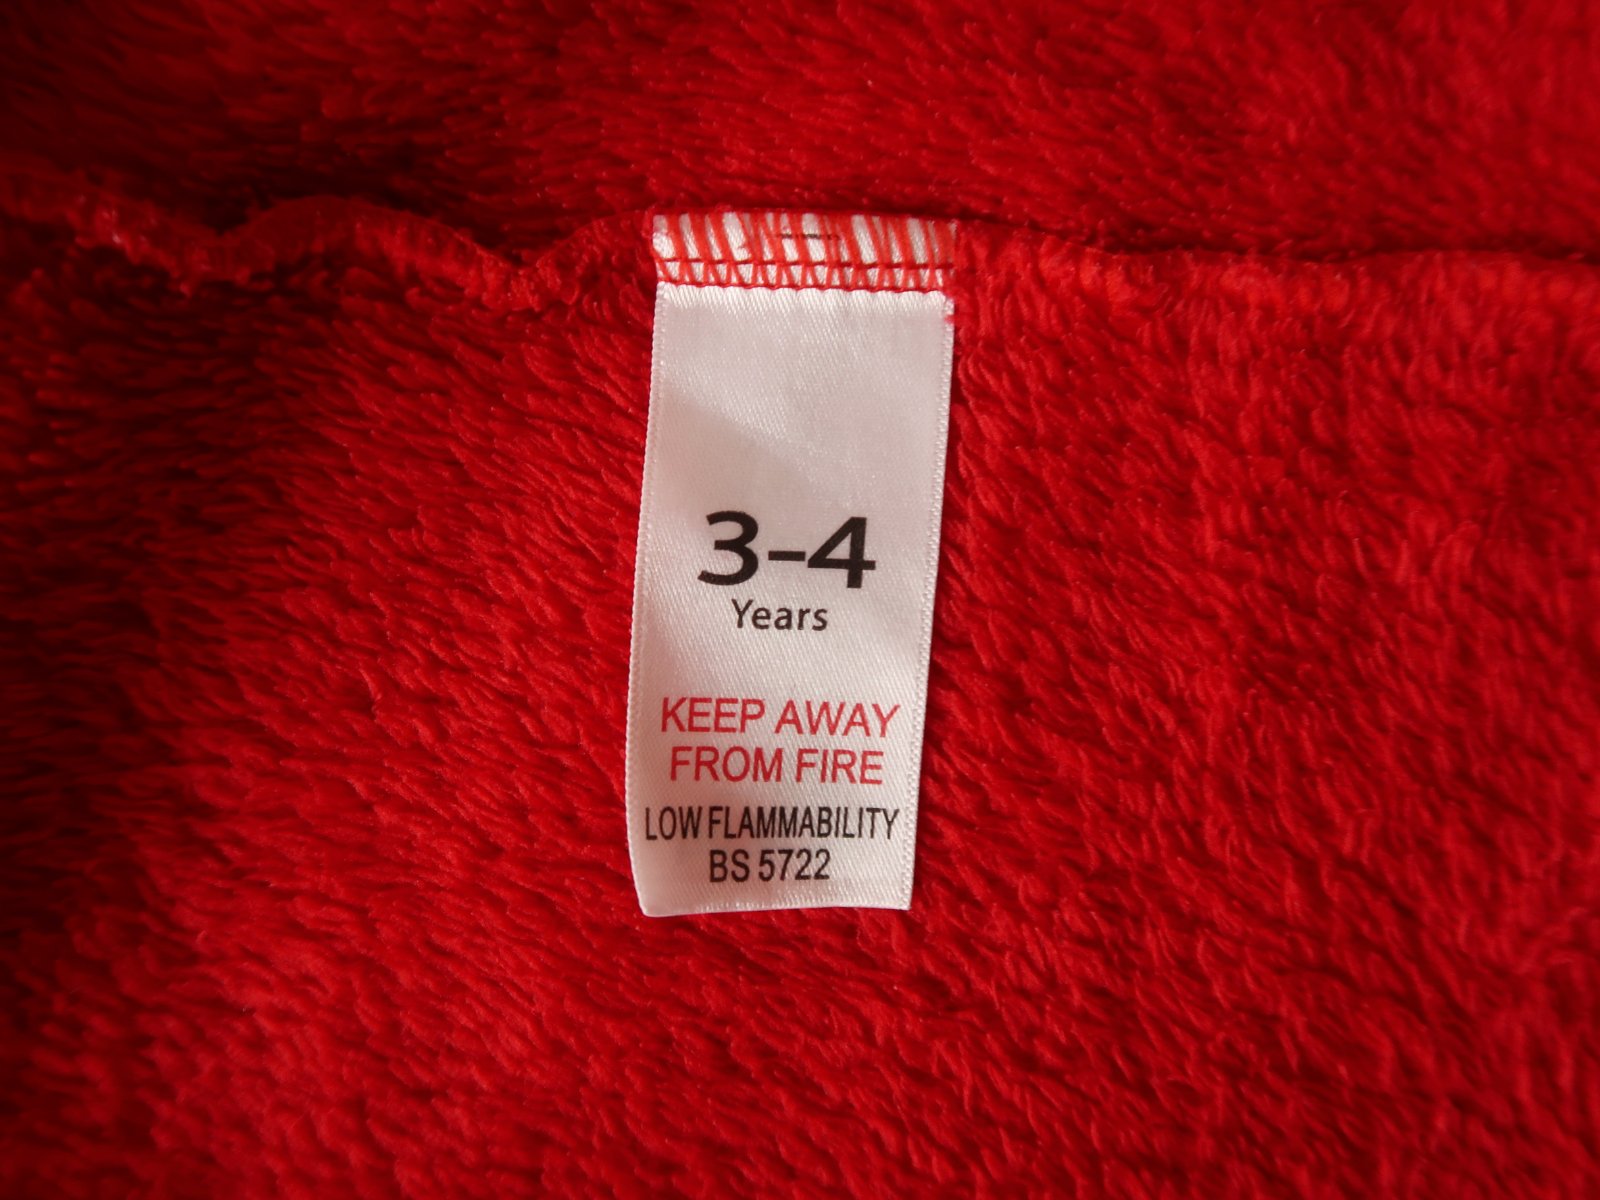 3-4
Years
KEEP AWAY
FROM FIRE
LOW FLAMMABILITY
BS 5722